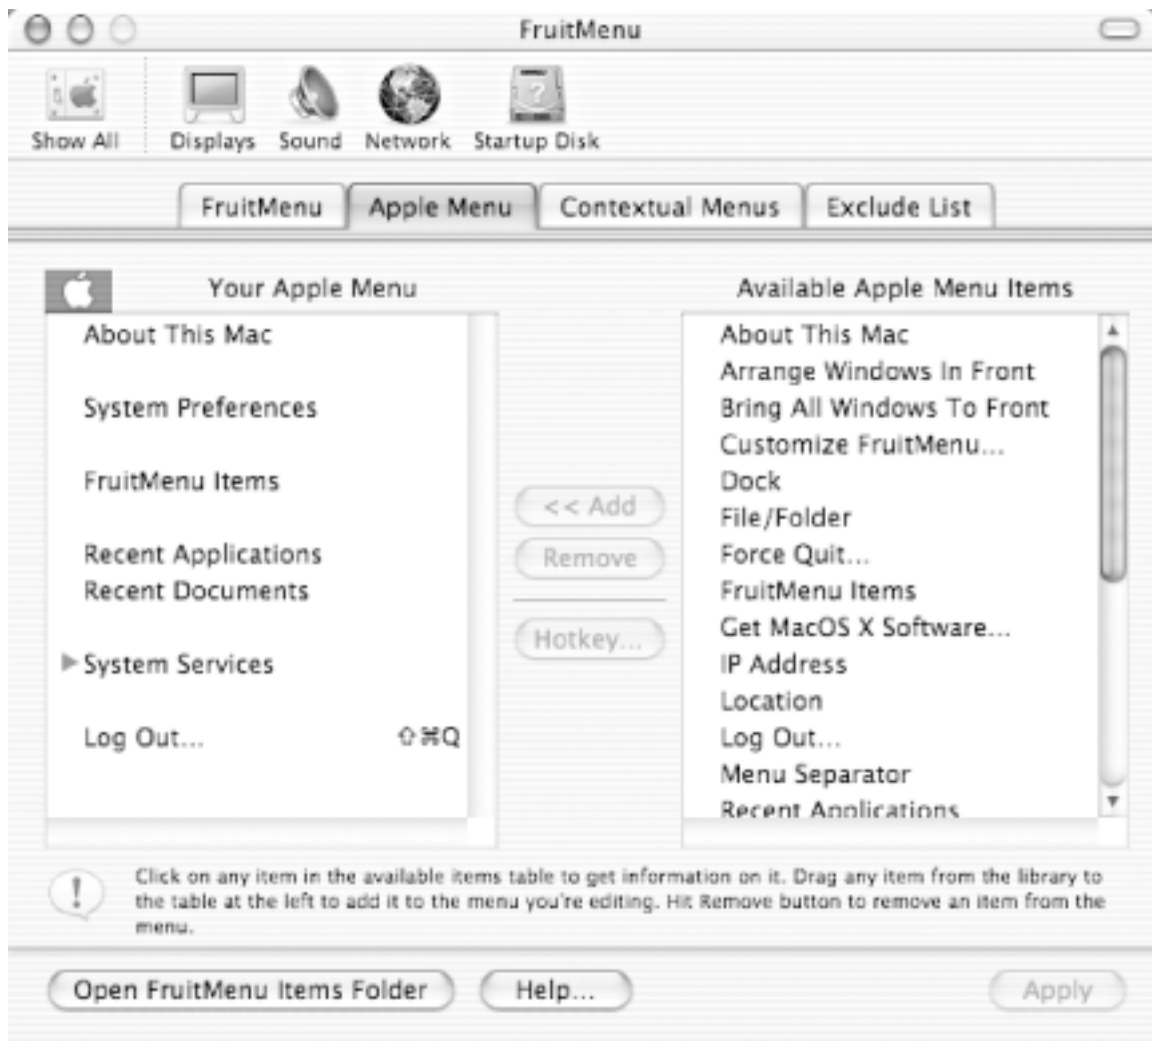 FruitMenu
Show All
Displays
Sound
Network
Startup Disk
FruitMenu
Apple Menu
Contextual Menus
Exclude List
Your Apple Menu
About This Mac
System Preferences
FruitMenu Items
Recent Applications
Recent Documents
System Services
Log Out... ⇧⌘Q
<< Add
Remove
Hotkey...
Available Apple Menu Items
About This Mac
Arrange Windows In Front
Bring All Windows To Front
Customize FruitMenu...
Dock
File/Folder
Force Quit...
FruitMenu Items
Get MacOS X Software...
IP Address
Location
Log Out...
Menu Separator
Recent Applications
Click on any item in the available items table to get information on it. Drag any item from the library to
the table at the left to add it to the menu you're editing. Hit Remove button to remove an item from the
menu.
Open FruitMenu Items Folder
Help...
Apply